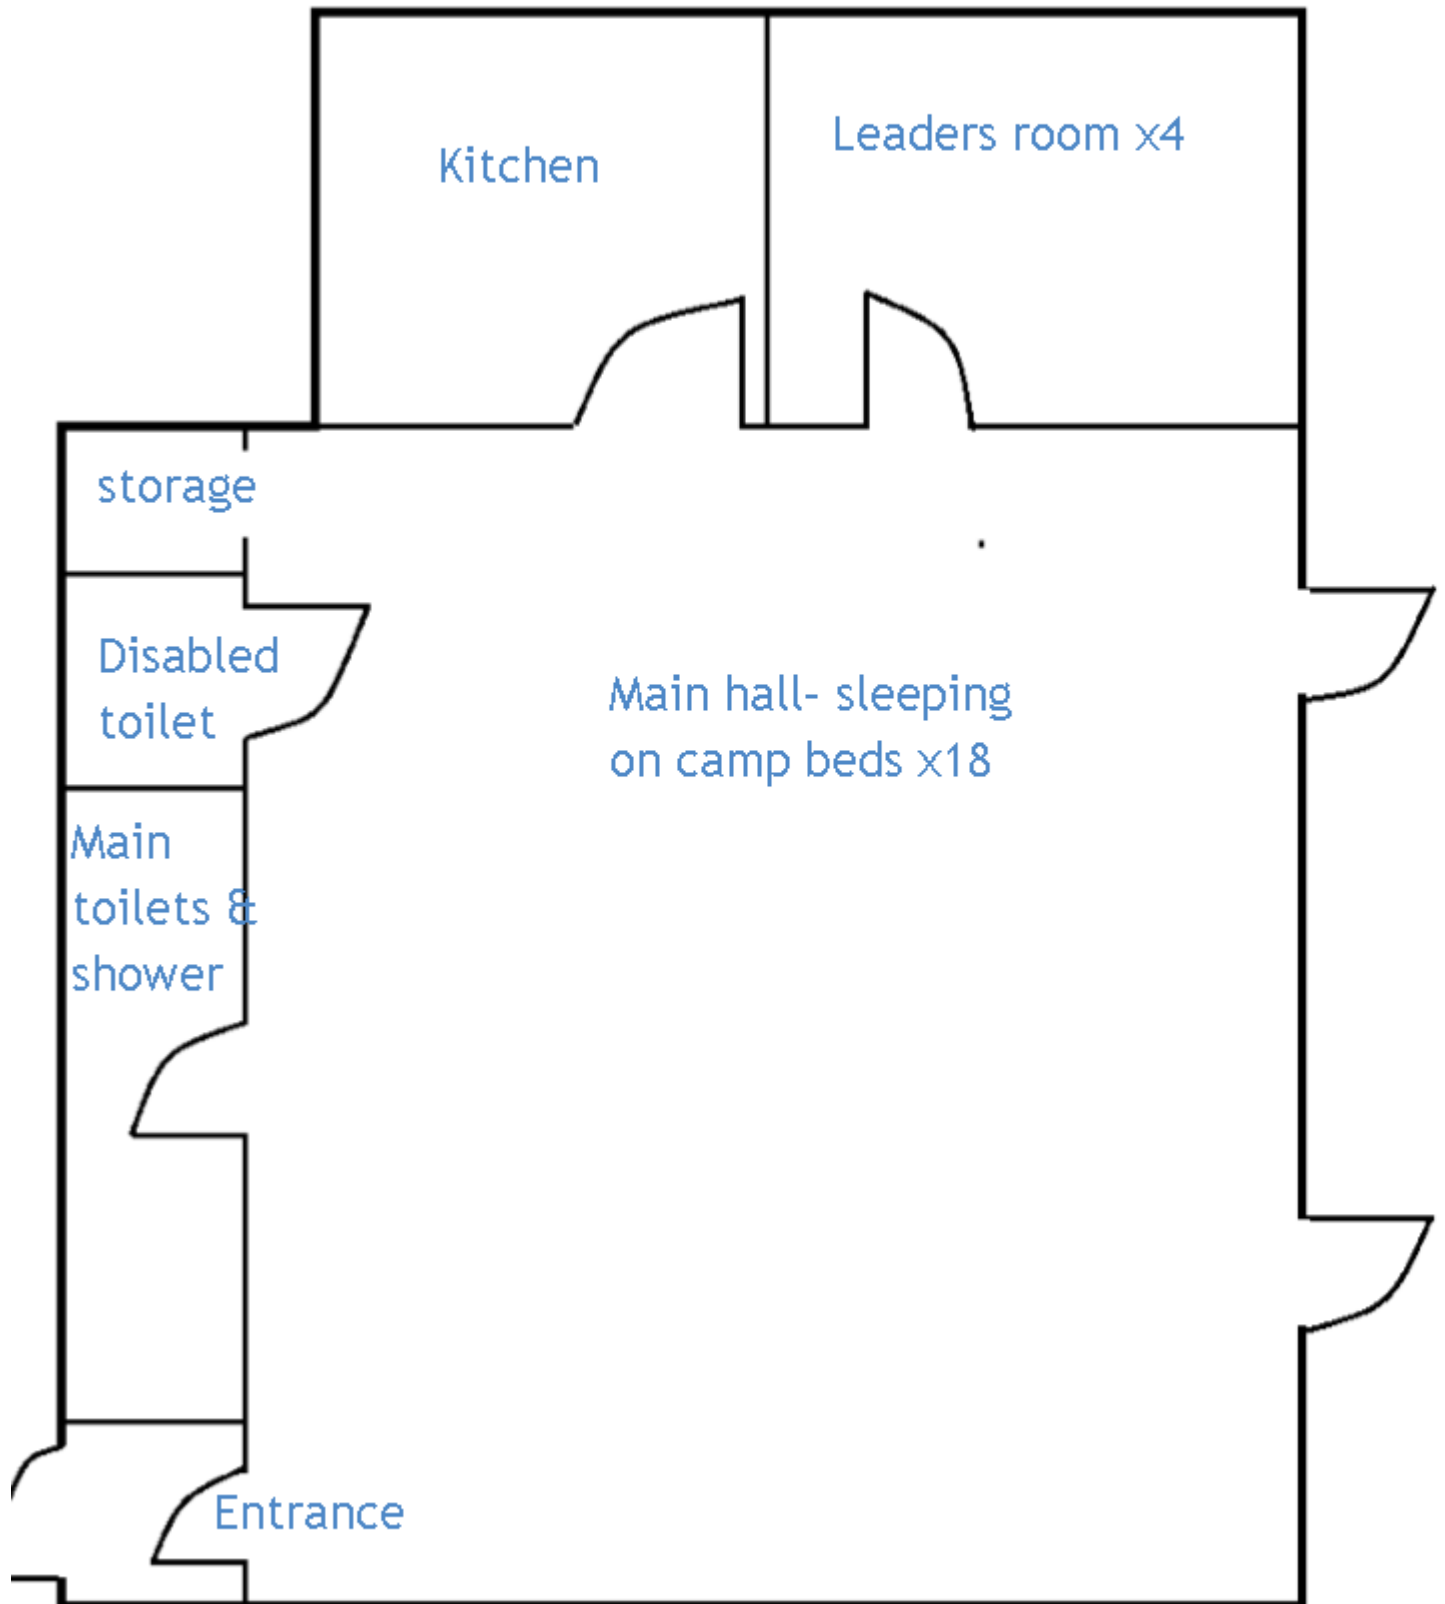 Kitchen
Leaders room x4
storage
Disabled
toilet
Main hall- sleeping
on camp beds x18
Main
toilets &
shower
Entrance